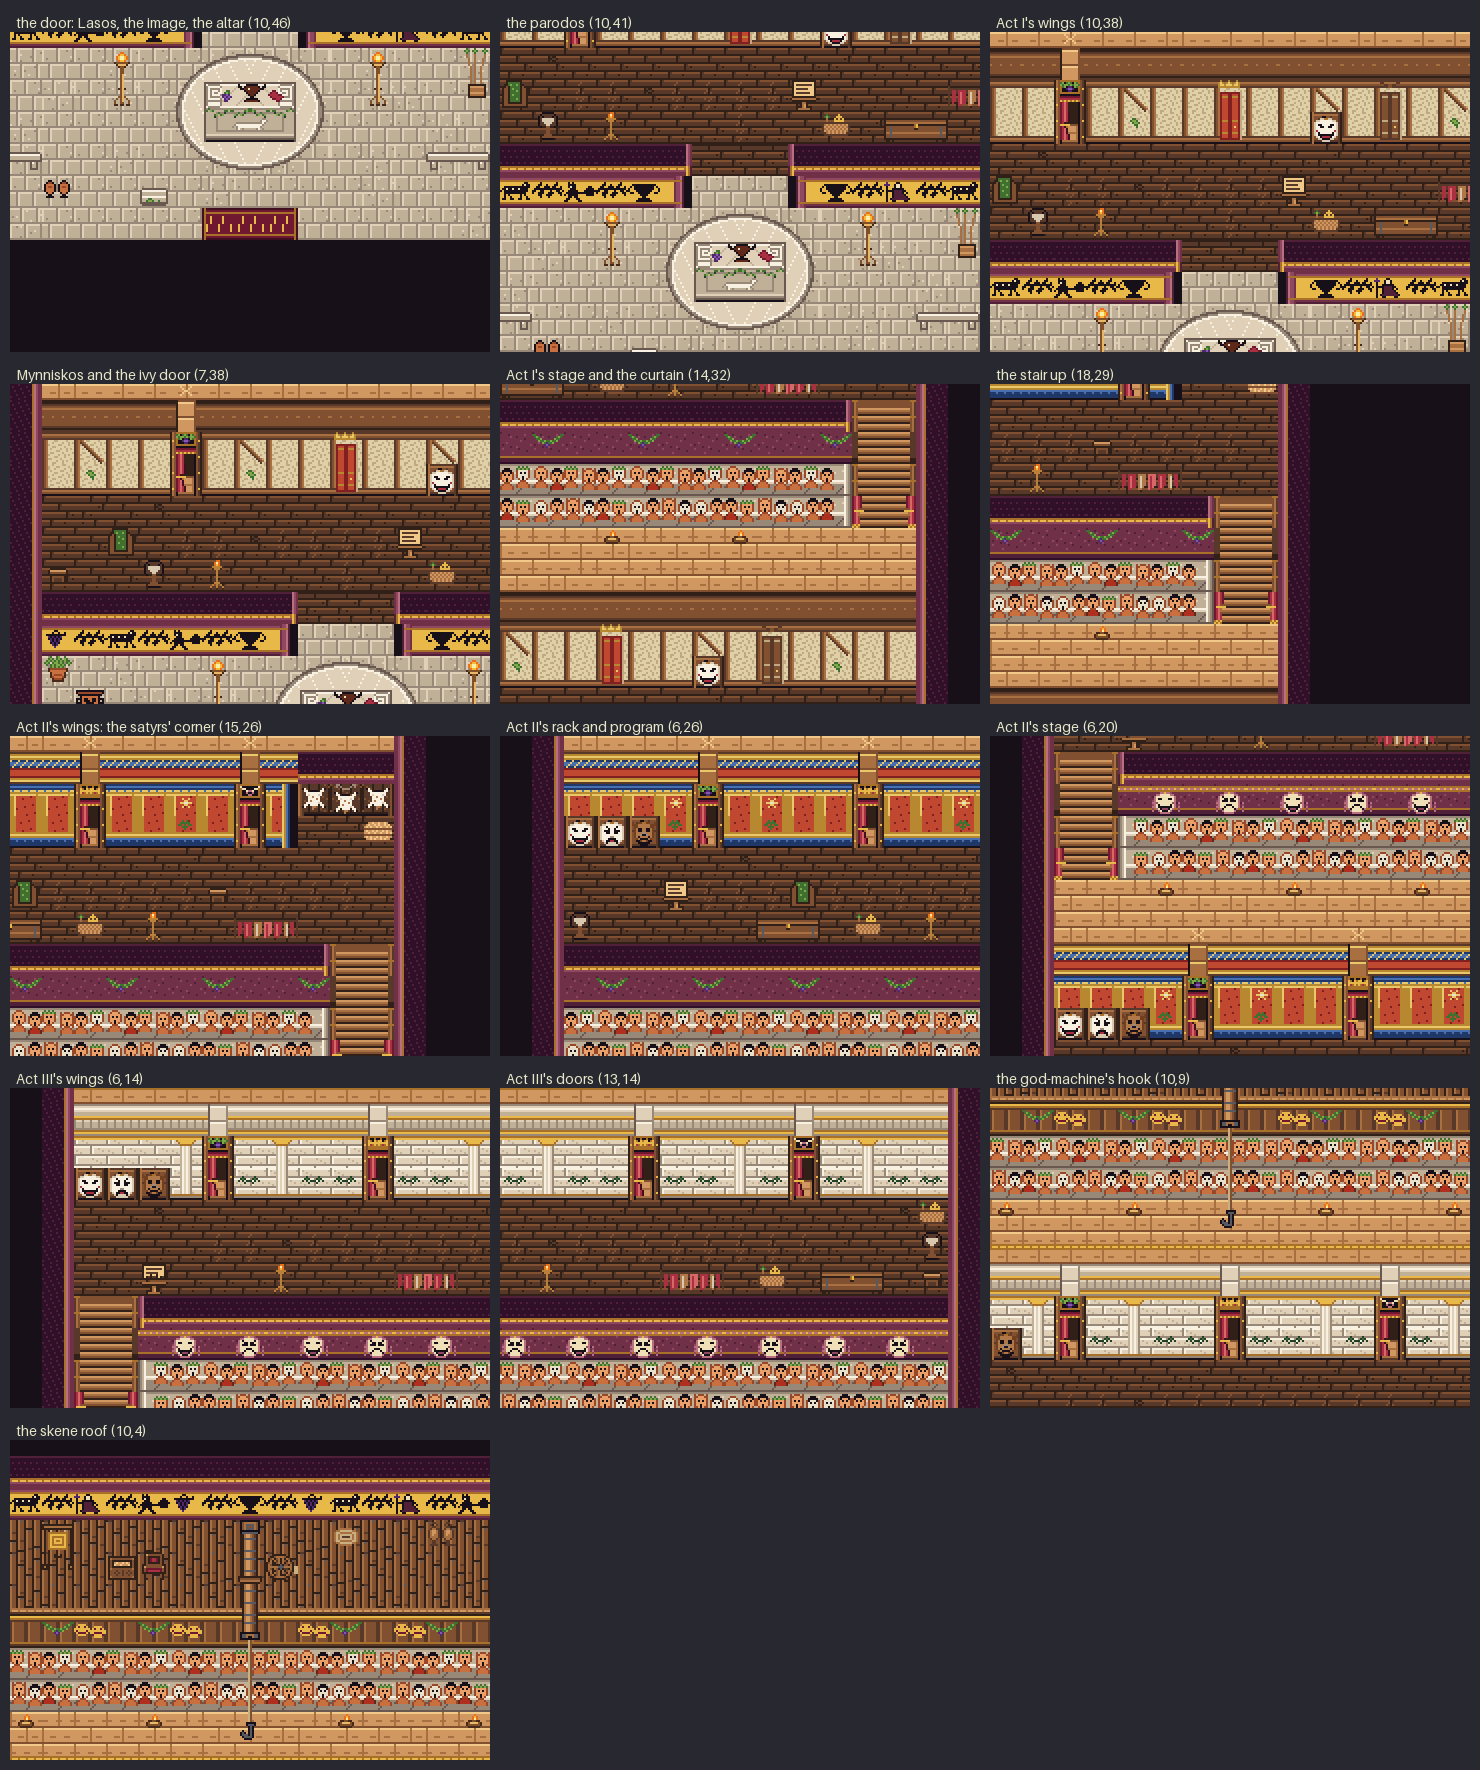 the door: Lasos, the image, the altar (10,46)
the parodos (10,41)
Act I's wings (10,38)
Mynniskos and the ivy door (7,38)
Act I's stage and the curtain (14,32)
the stair up (18,29)
Act II's wings: the satyrs' corner (15,26)
Act II's rack and program (6,26)
Act II's stage (6,20)
Act III's wings (6,14)
Act III's doors (13,14)
the god-machine's hook (10,9)
the skene roof (10,4)